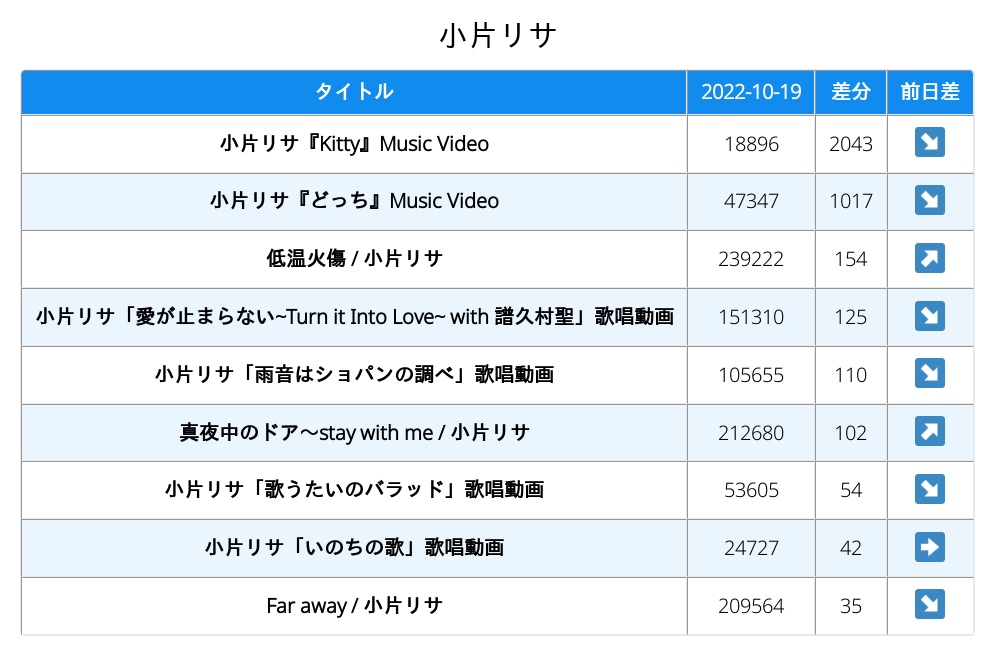 小片リサ
タイトル 2022-10-19 差分 前日差
小片リサ『Kitty』Music Video 18896 2043
小片リサ『どっち』Music Video 47347 1017
低温火傷 / 小片リサ 239222 154
小片リサ「愛が止まらない~Turn it Into Love~ with 譜久村聖」歌唱動画 151310 125
小片リサ「雨音はショパンの調べ」歌唱動画 105655 110
真夜中のドア～stay with me / 小片リサ 212680 102
小片リサ「歌うたいのバラッド」歌唱動画 53605 54
小片リサ「いのちの歌」歌唱動画 24727 42
Far away / 小片リサ 209564 35